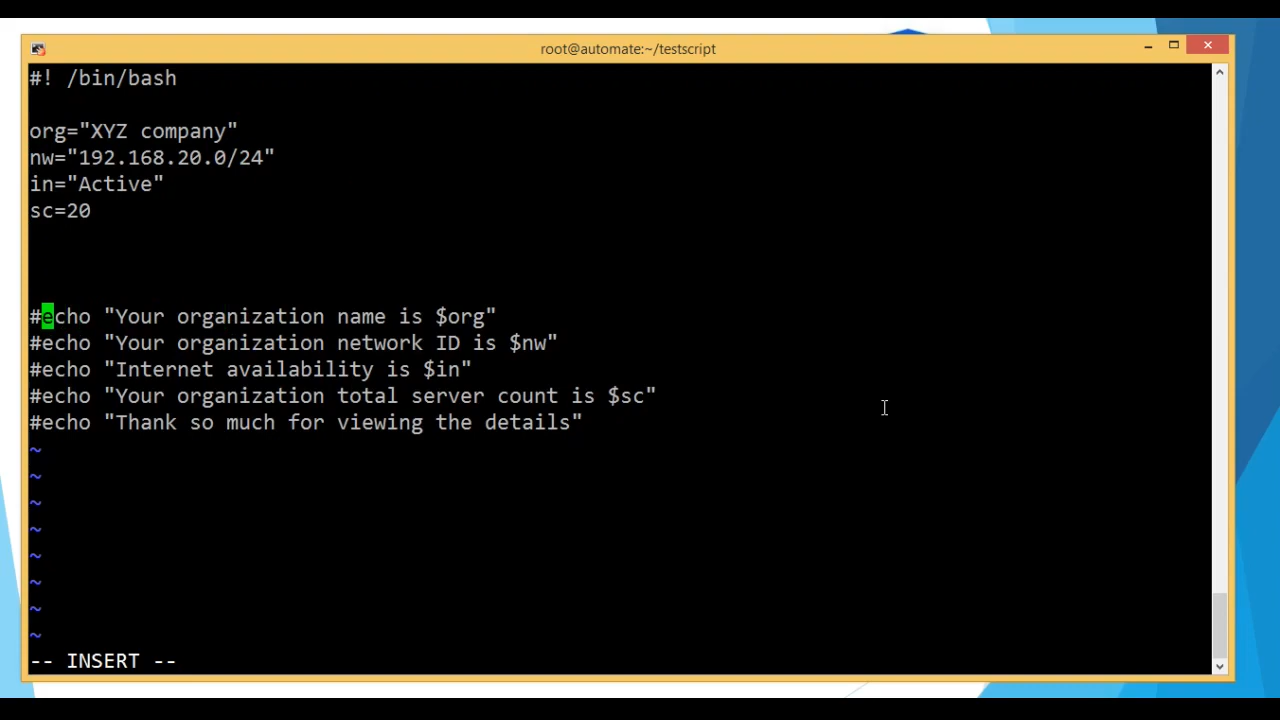 root@automate:~/testscript
#! /bin/bash
org="XYZ company"
nw="192.168.20.0/24"
in="Active"
sc=20
#echo "Your organization name is $org"
#echo "Your organization network ID is $nw"
#echo "Internet availability is $in"
#echo "Your organization total server count is $sc"
#echo "Thank so much for viewing the details"
~
~
~
~
~
~
~
~
-- INSERT --